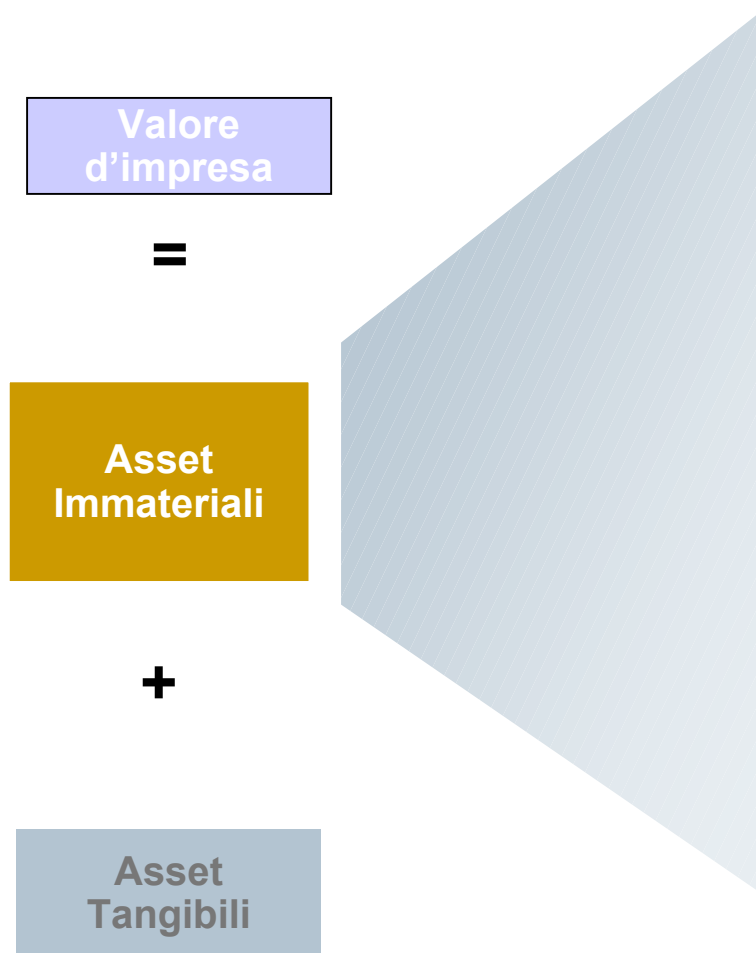 Valore
d’impresa
=
Asset
Immateriali
+
Asset
Tangibili